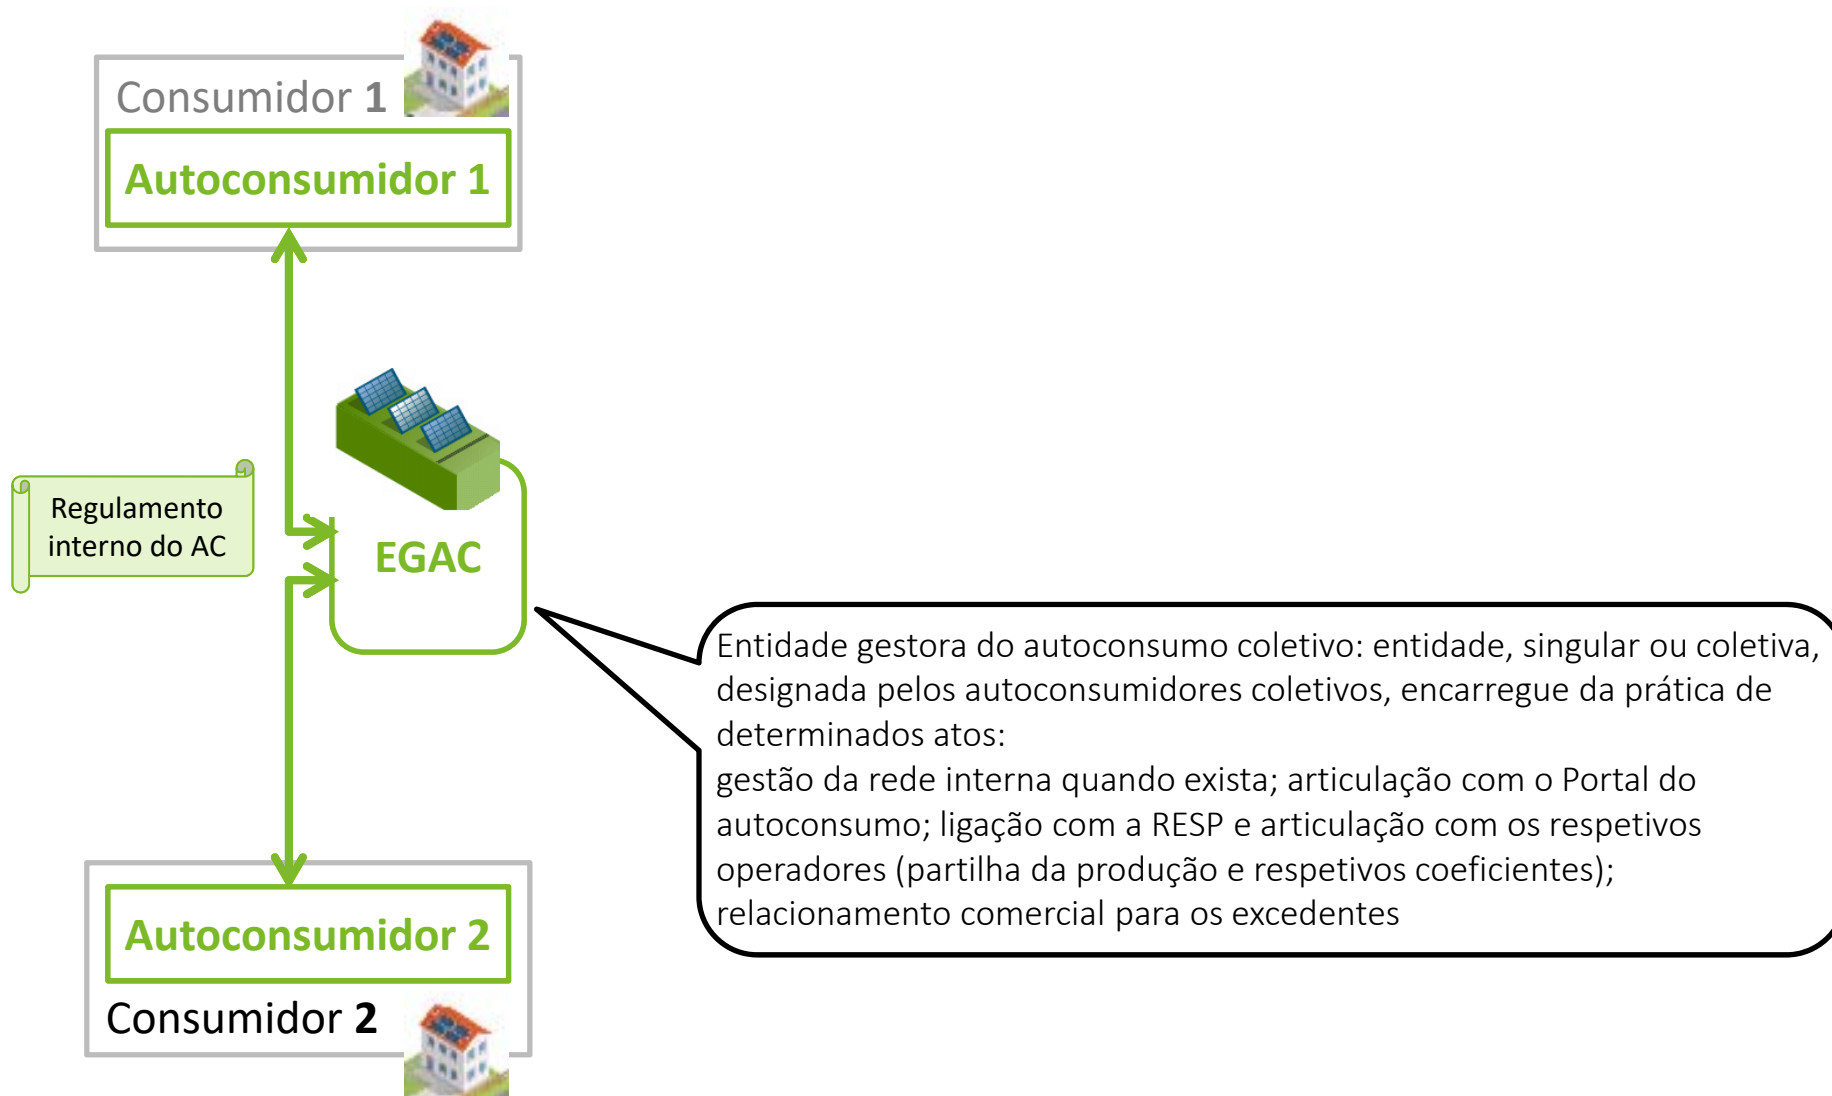 Consumidor 1
Autoconsumidor 1
Regulamento
interno do AC
EGAC
Entidade gestora do autoconsumo coletivo: entidade, singular ou coletiva,
designada pelos autoconsumidores coletivos, encarregue da prática de
determinados atos:
gestão da rede interna quando exista; articulação com o Portal do
autoconsumo; ligação com a RESP e articulação com os respetivos
operadores (partilha da produção e respetivos coeficientes);
relacionamento comercial para os excedentes
Autoconsumidor 2
Consumidor 2